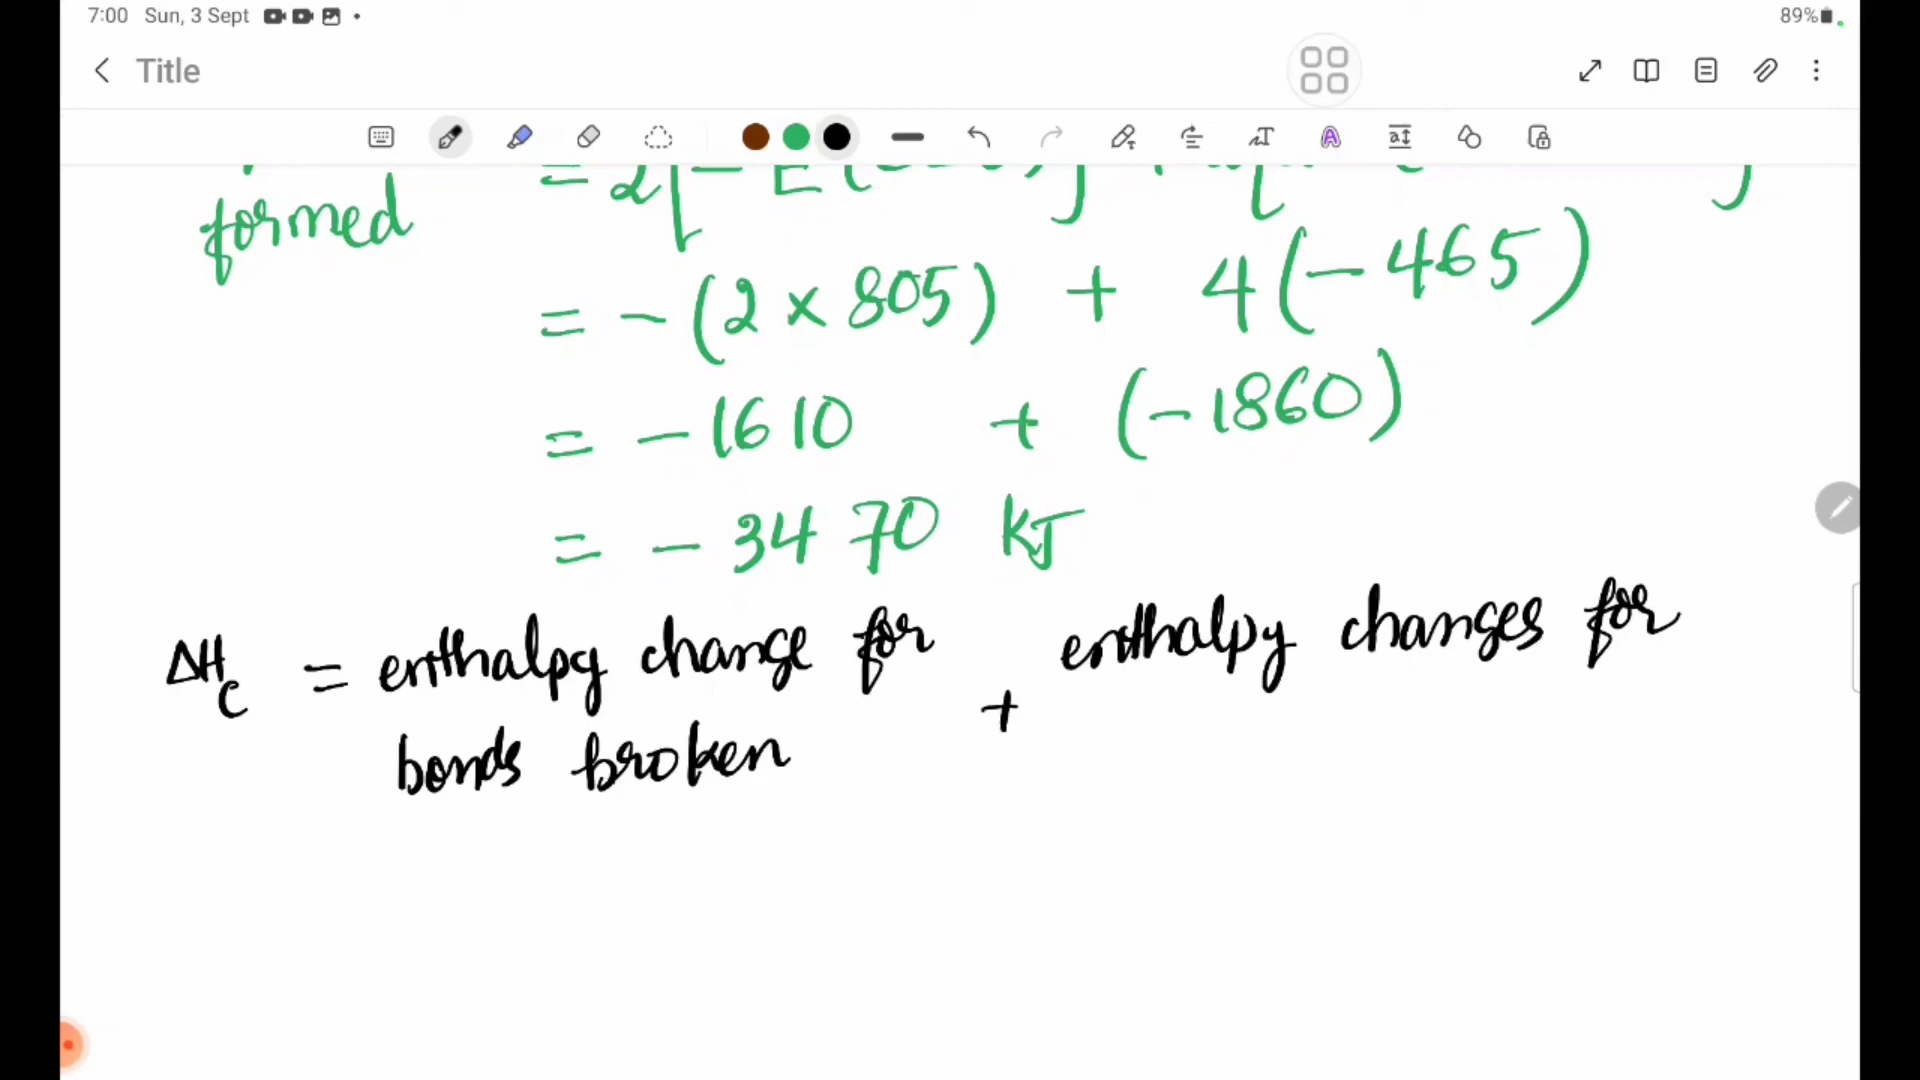 7:00 Sun, 3 Sept
89%
Title
formed
= -(2 × 805) + 4(-465)
= -1610 + (-1860)
= -3470 kJ
ΔHc = enthalpy change for + enthalpy changes for
bonds broken